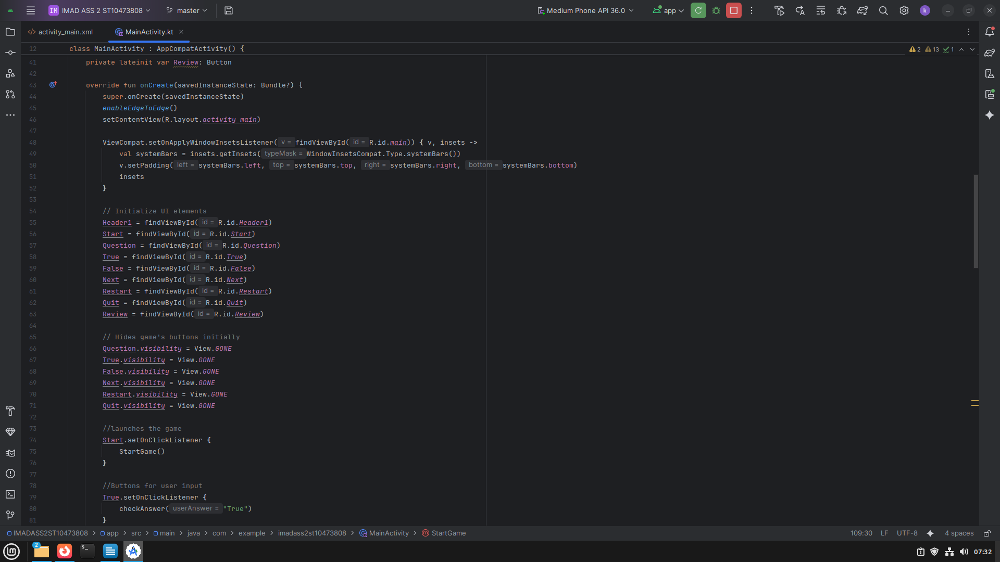 IM IMAD ASS 2 ST10473808 master Medium Phone API 36.0 app k
activity_main.xml MainActivity.kt
12 class MainActivity : AppCompatActivity() { 2 13 1
41 private lateinit var Review: Button
42
43 override fun onCreate(savedInstanceState: Bundle?) {
44 super.onCreate(savedInstanceState)
45 enableEdgeToEdge()
46 setContentView(R.layout.activity_main)
47
48 ViewCompat.setOnApplyWindowInsetsListener( v = findViewById( id = R.id.main)) { v, insets ->
49 val systemBars = insets.getInsets( typeMask = WindowInsetsCompat.Type.systemBars())
50 v.setPadding( left = systemBars.left, top = systemBars.top, right = systemBars.right, bottom = systemBars.bottom)
51 insets
52 }
53
54 // Initialize UI elements
55 Header1 = findViewById( id = R.id.Header1)
56 Start = findViewById( id = R.id.Start)
57 Question = findViewById( id = R.id.Question)
58 True = findViewById( id = R.id.True)
59 False = findViewById( id = R.id.False)
60 Next = findViewById( id = R.id.Next)
61 Restart = findViewById( id = R.id.Restart)
62 Quit = findViewById( id = R.id.Quit)
63 Review = findViewById( id = R.id.Review)
64
65 // Hides game's buttons initially
66 Question.visibility = View.GONE
67 True.visibility = View.GONE
68 False.visibility = View.GONE
69 Next.visibility = View.GONE
70 Restart.visibility = View.GONE
71 Quit.visibility = View.GONE
72
73 //launches the game
74 Start.setOnClickListener {
75 StartGame()
76 }
77
78 //Buttons for user input
79 True.setOnClickListener {
80 checkAnswer( userAnswer = "True")
81 }
IMADASS2ST10473808 > app > src > main > java > com > example > imadass2st10473808 > MainActivity > StartGame 109:30 LF UTF-8 4 spaces
2 07:32